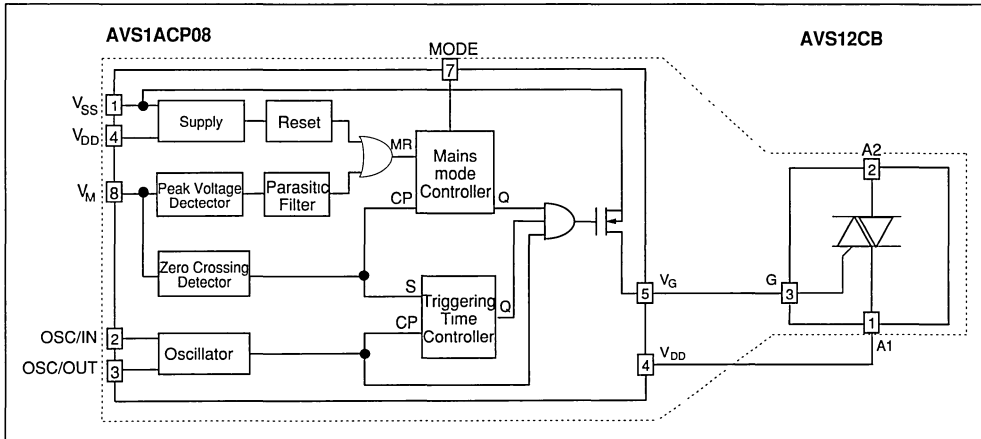 AVS1ACP08
AVS12CB
MODE
7
VSS
1
VDD
4
Supply
Reset
MR
Mains
mode
Controller
A2
2
VM
8
Peak Voltage
Dectector
Parasitic
Filter
CP
Q
Zero Crossing
Detector
S
Triggering
Time
Controller
Q
CP
5
VG
G
3
OSC/IN
2
OSC/OUT
3
Oscillator
4
VDD
1
A1